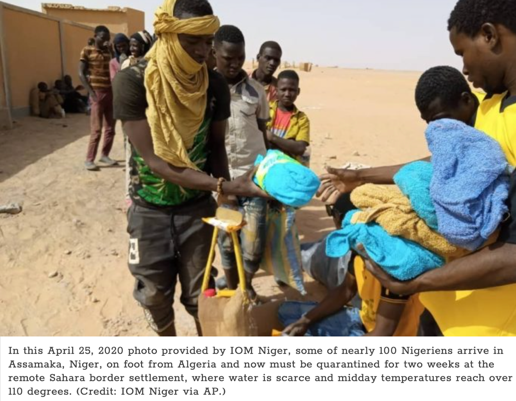 In this April 25, 2020 photo provided by IOM Niger, some of nearly 100 Nigeriens arrive in
Assamaka, Niger, on foot from Algeria and now must be quarantined for two weeks at the
remote Sahara border settlement, where water is scarce and midday temperatures reach over
110 degrees. (Credit: IOM Niger via AP.)